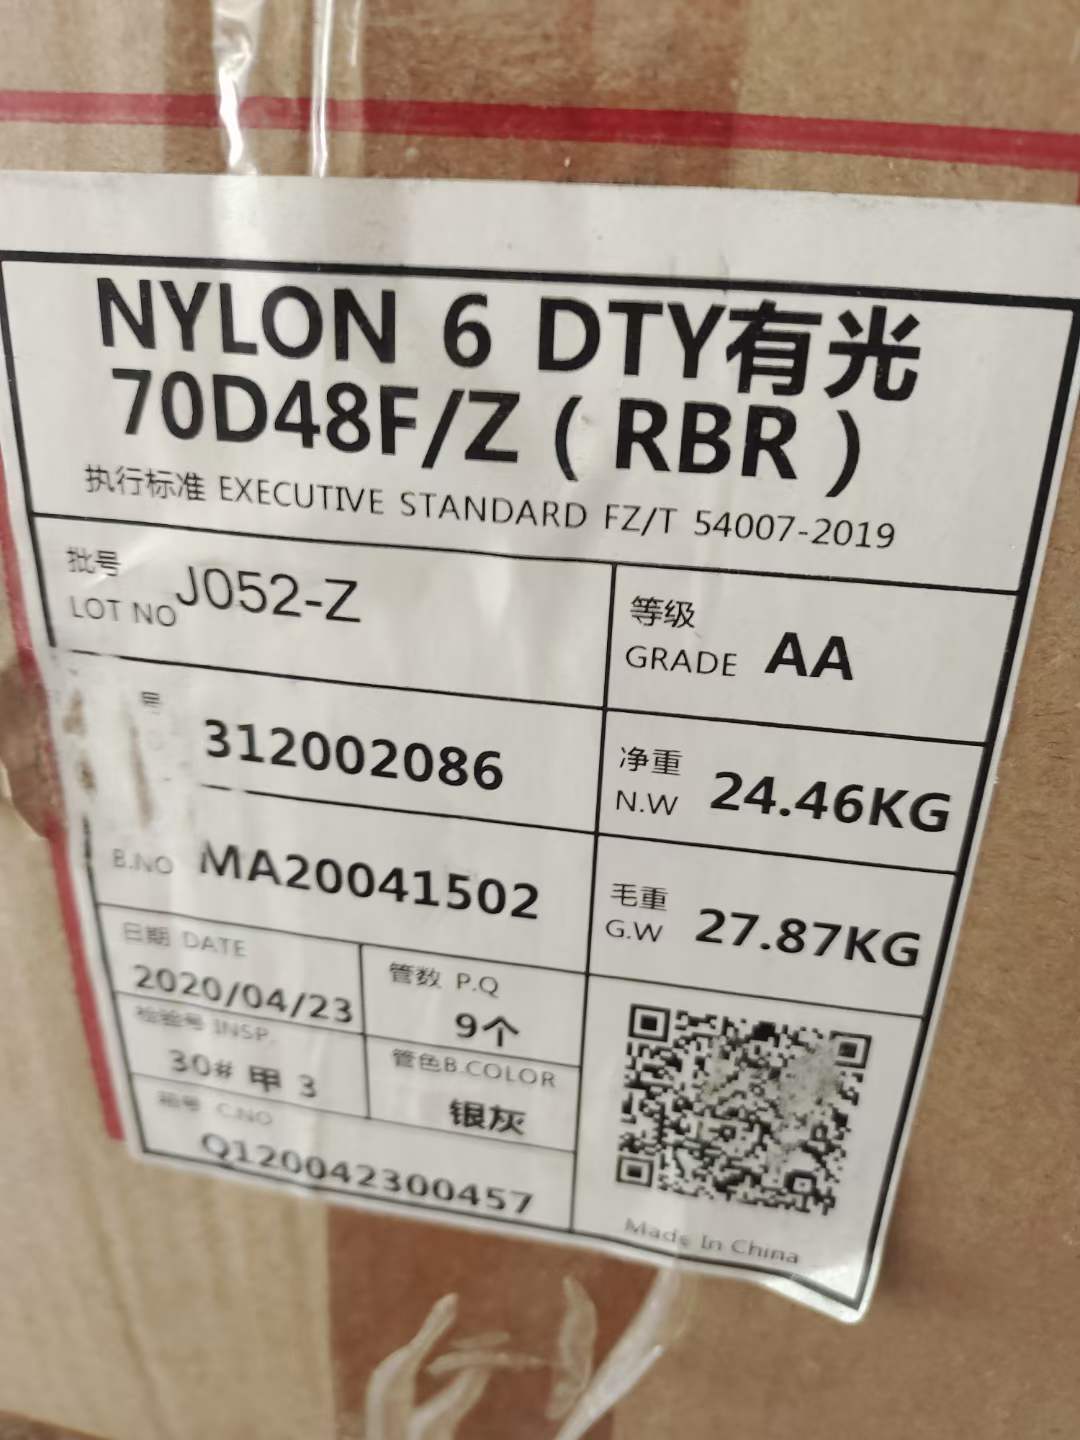 NYLON 6 DTY有光
70D48F/Z（RBR）
执行标准 EXECUTIVE STANDARD FZ/T 54007-2019
批号
LOT NO J052-Z
等级
GRADE AA
号
312002086
净重
N.W 24.46KG
B.NO MA20041502
毛重
G.W 27.87KG
日期 DATE
2020/04/23
管数 P.Q
9个
检验号 INSP.
30# 甲 3
管色B.COLOR
银灰
箱号 C.NO
Q120042300457
Made In China